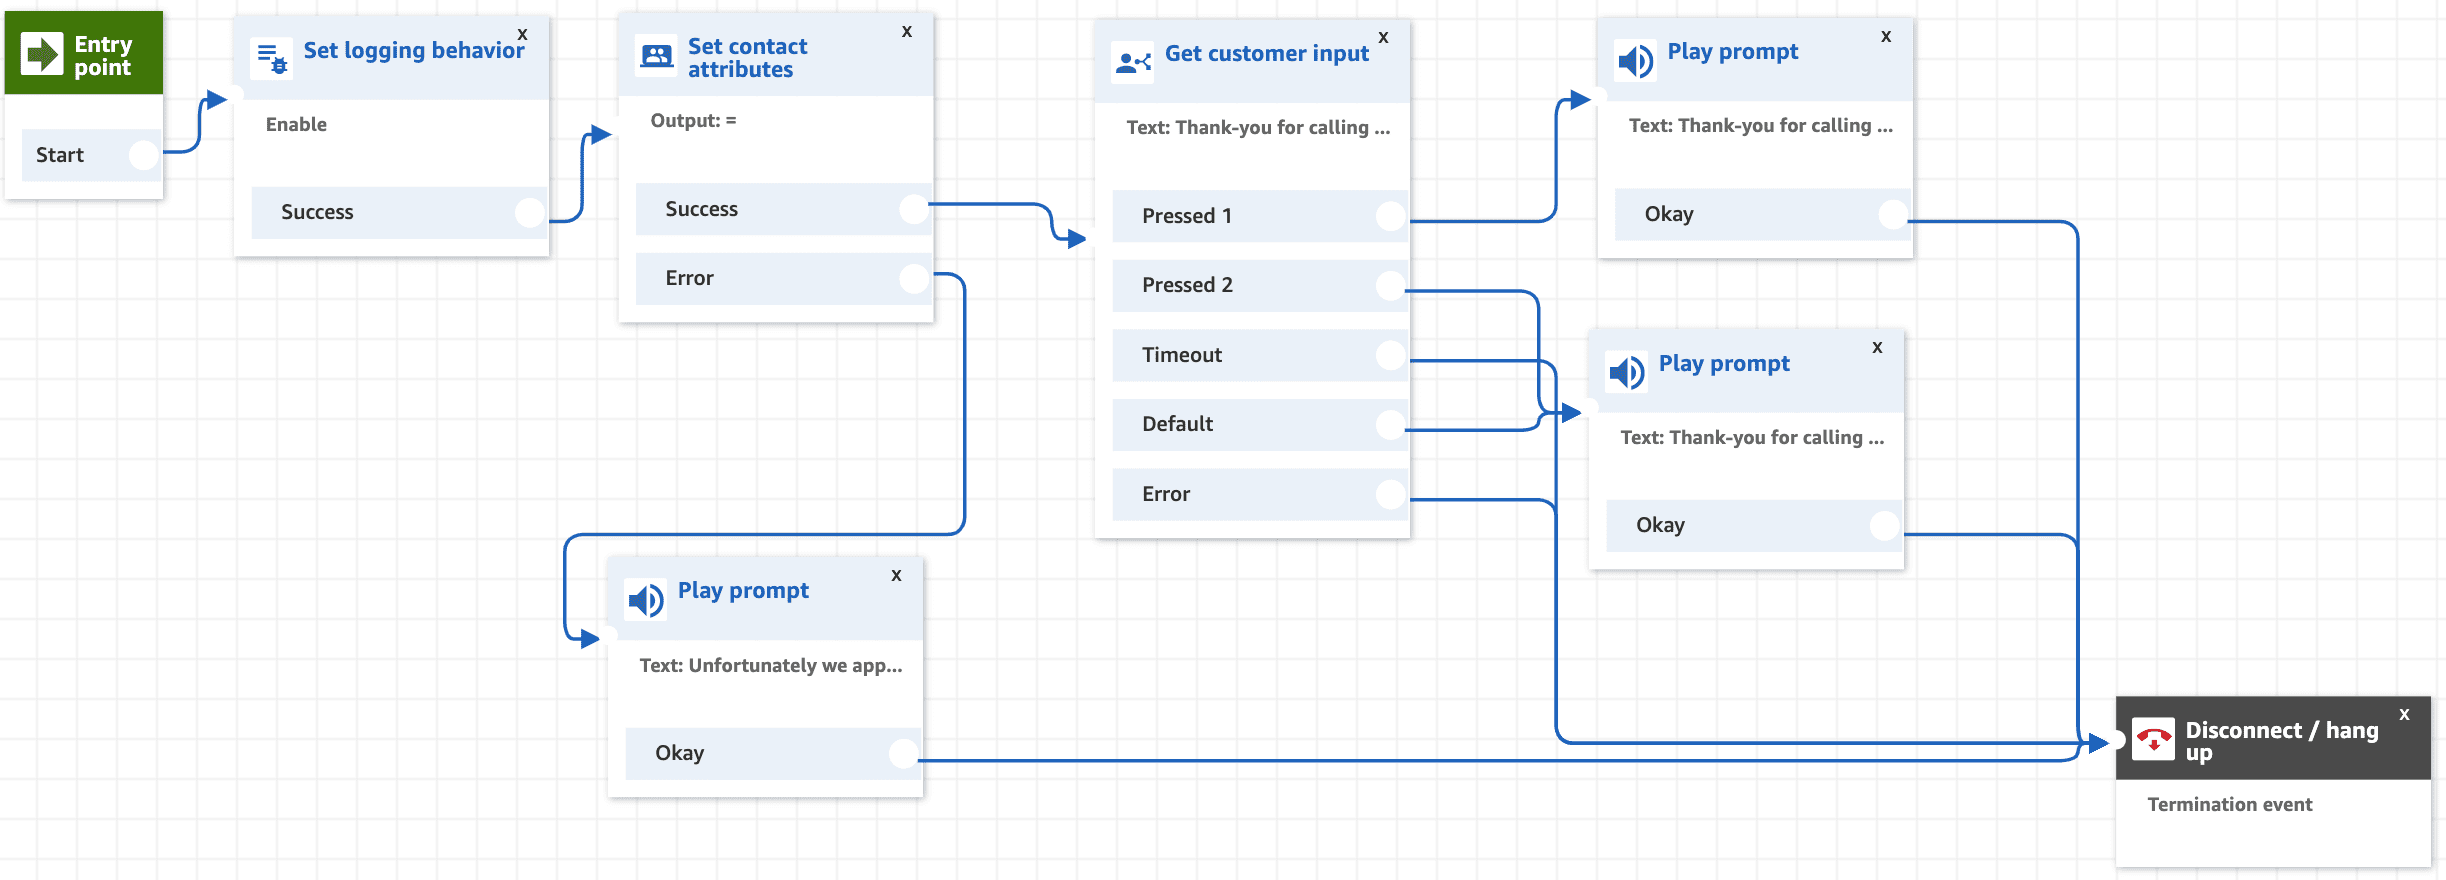 Entry
point
Start
Set logging behavior
x
Enable
Success
Set contact
attributes
x
Output: =
Success
Error
Get customer input
x
Text: Thank-you for calling ...
Pressed 1
Pressed 2
Timeout
Default
Error
Play prompt
x
Text: Thank-you for calling ...
Okay
Play prompt
x
Text: Thank-you for calling ...
Okay
Play prompt
x
Text: Unfortunately we app...
Okay
Disconnect / hang
up
x
Termination event